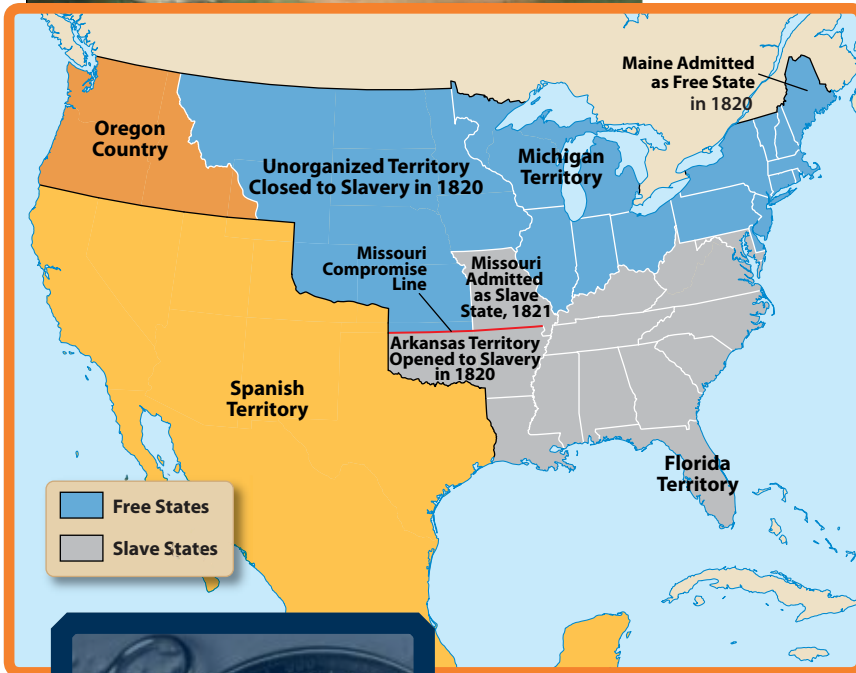 Maine Admitted
as Free State
in 1820
Oregon
Country
Unorganized Territory
Closed to Slavery in 1820
Michigan
Territory
Missouri
Compromise
Line
Missouri
Admitted
as Slave
State, 1821
Arkansas Territory
Opened to Slavery
in 1820
Spanish
Territory
Florida
Territory
Free States
Slave States